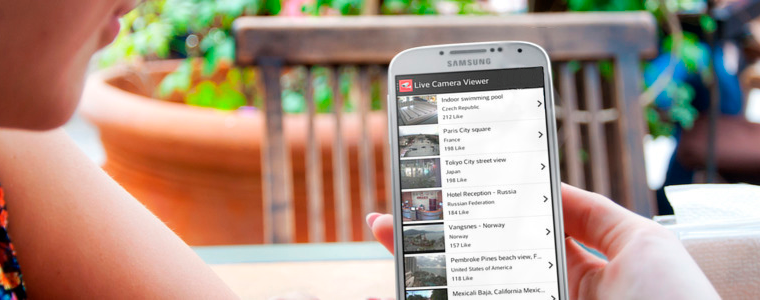 SAMSUNG
Live Camera Viewer
Indoor swimming pool
Czech Republic
212 Like
Paris City square
France
198 Like
Tokyo City street view
Japan
198 Like
Hotel Reception - Russia
Russian Federation
184 Like
Vangsnes - Norway
Norway
157 Like
Pembroke Pines beach view, F...
United States of America
118 Like
Mexicali Baja, California Mexic...